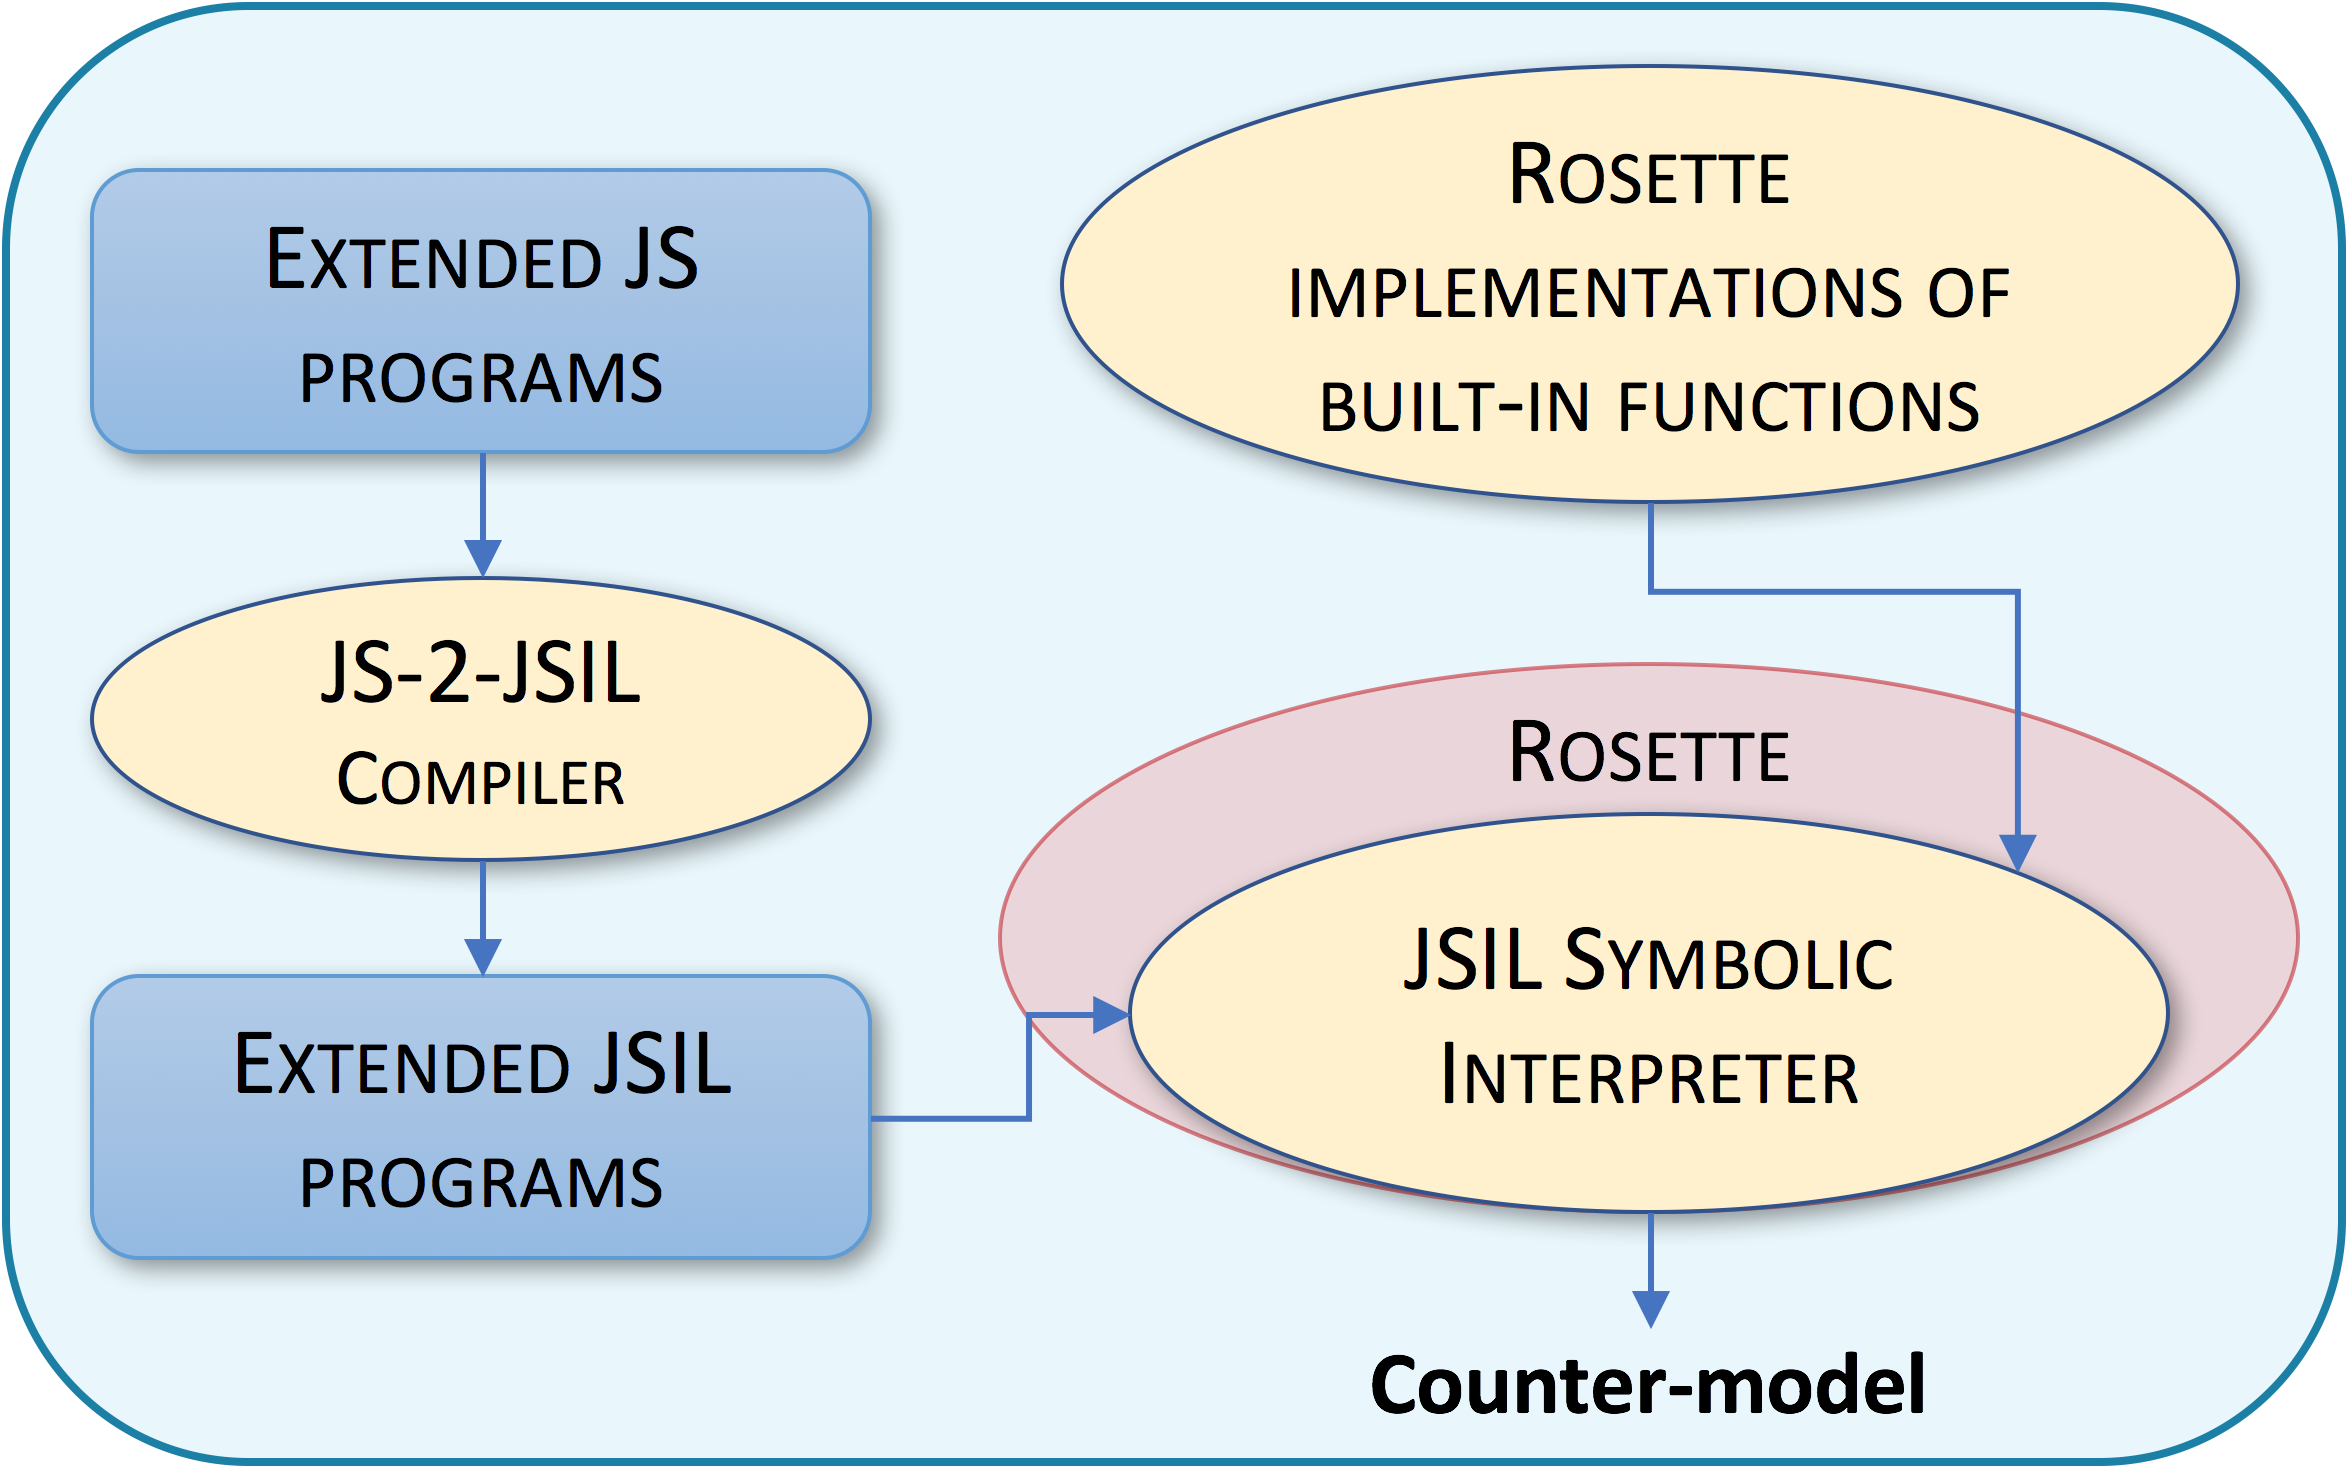 Extended JS
programs
JS-2-JSIL
Compiler
Extended JSIL
programs
Rosette
implementations of
built-in functions
Rosette
JSIL Symbolic
Interpreter
Counter-model